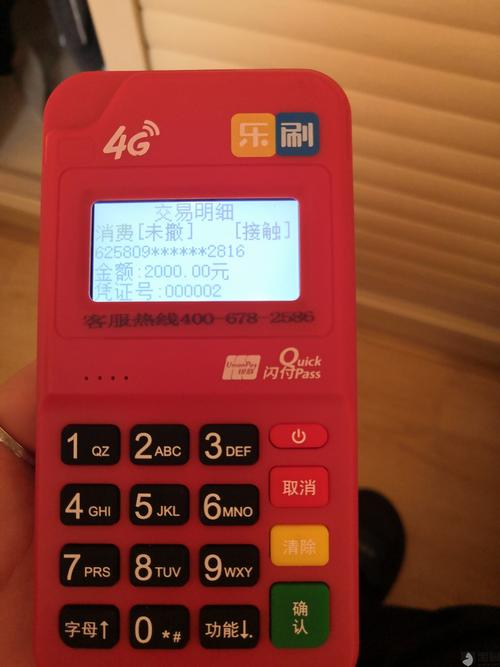 4G
乐刷
交易明细
消费[未撤] [接触]
625809******2816
金额:2000.00元
凭证号:000002
客服热线400-678-2586
UnionPay 银联
Quick Pass 闪付
1 QZ 2 ABC 3 DEF
取消
4 GHI 5 JKL 6 MNO
清除
7 PRS 8 TUV 9 WXY
确认
字母↑ 0 *# 功能↓.